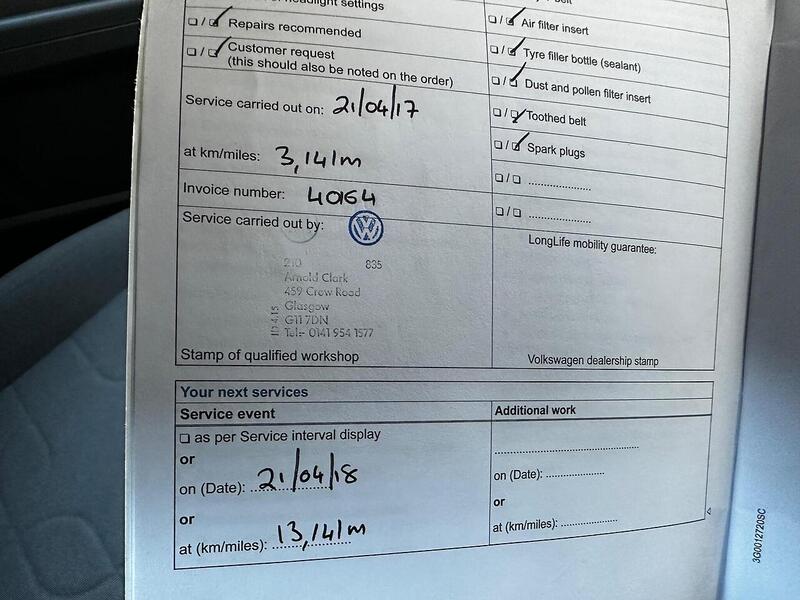 headlight settings
☐ / ☑ Repairs recommended
☐ / ☑ Customer request
(this should also be noted on the order)
Service carried out on: 21/04/17
at km/miles: 3,141m
Invoice number: 40164
Service carried out by:
VW
210 835
Arnold Clark
459 Crow Road
Glasgow
G11 7DN
Tel:- 0141 954 1577
Stamp of qualified workshop
☐ / ☑ Air filter insert
☐ / ☑ Tyre filler bottle (sealant)
☐ / ☑ Dust and pollen filter insert
☐ / ☑ Toothed belt
☐ / ☑ Spark plugs
☐ / ☐ ....................
☐ / ☐ ....................
LongLife mobility guarantee:
Volkswagen dealership stamp
Your next services
Service event
☐ as per Service interval display
or
on (Date): 21/04/18
or
at (km/miles): 13,141m
Additional work
........................................
on (Date): ................
or
at (km/miles): ................
3G0012720SC